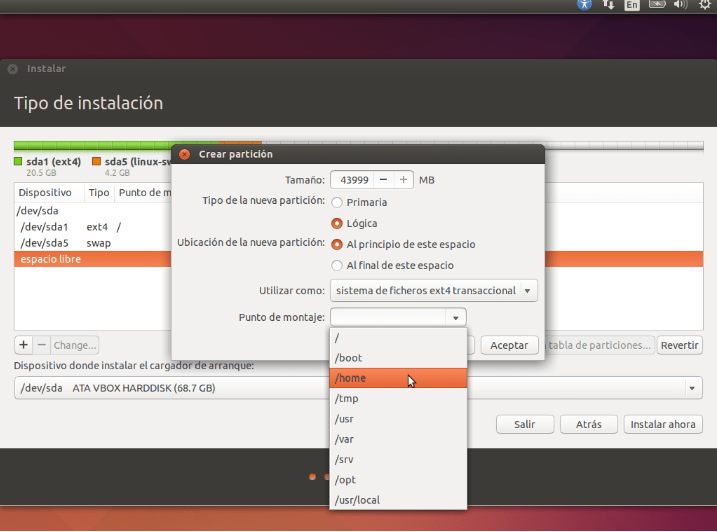 En
Instalar
Tipo de instalación
sda1 (ext4) sda5 (linux-sw
20.5 GB 4.2 GB
Dispositivo Tipo Punto de m
/dev/sda
/dev/sda1 ext4 /
/dev/sda5 swap
espacio libre
Crear partición
Tamaño: 43999 − + MB
Tipo de la nueva partición: Primaria
Lógica
Ubicación de la nueva partición: Al principio de este espacio
Al final de este espacio
Utilizar como: sistema de ficheros ext4 transaccional
Punto de montaje:
Aceptar
/
/boot
/home
/tmp
/usr
/var
/srv
/opt
/usr/local
+ − Change... tabla de particiones... Revertir
Dispositivo donde instalar el cargador de arranque:
/dev/sda ATA VBOX HARDDISK (68.7 GB)
Salir Atrás Instalar ahora